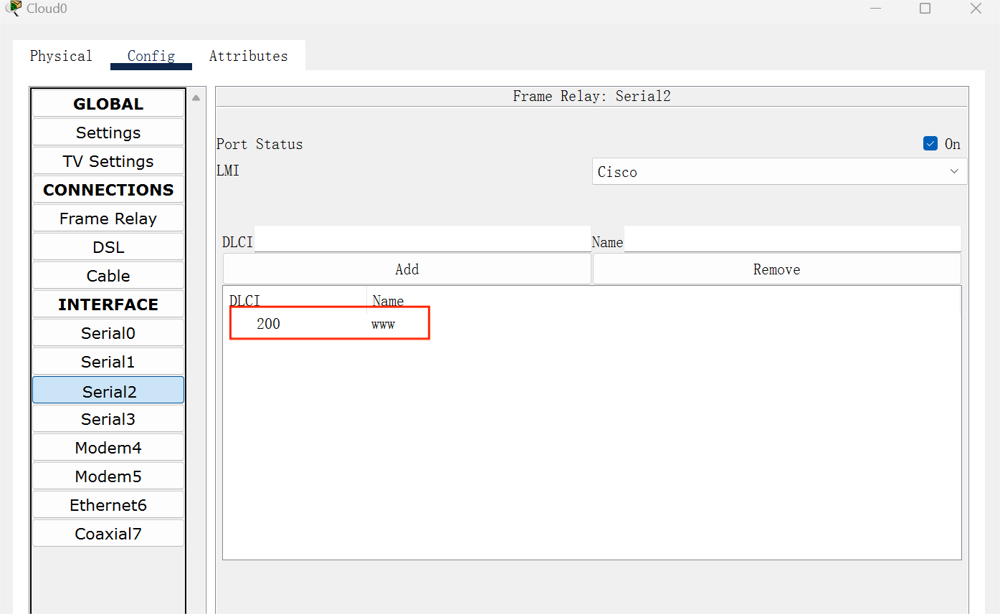 Cloud0
Physical Config Attributes
GLOBAL
Settings
TV Settings
CONNECTIONS
Frame Relay
DSL
Cable
INTERFACE
Serial0
Serial1
Serial2
Serial3
Modem4
Modem5
Ethernet6
Coaxial7
Frame Relay: Serial2
Port Status On
LMI Cisco
DLCI Name
Add Remove
DLCI Name
200 www